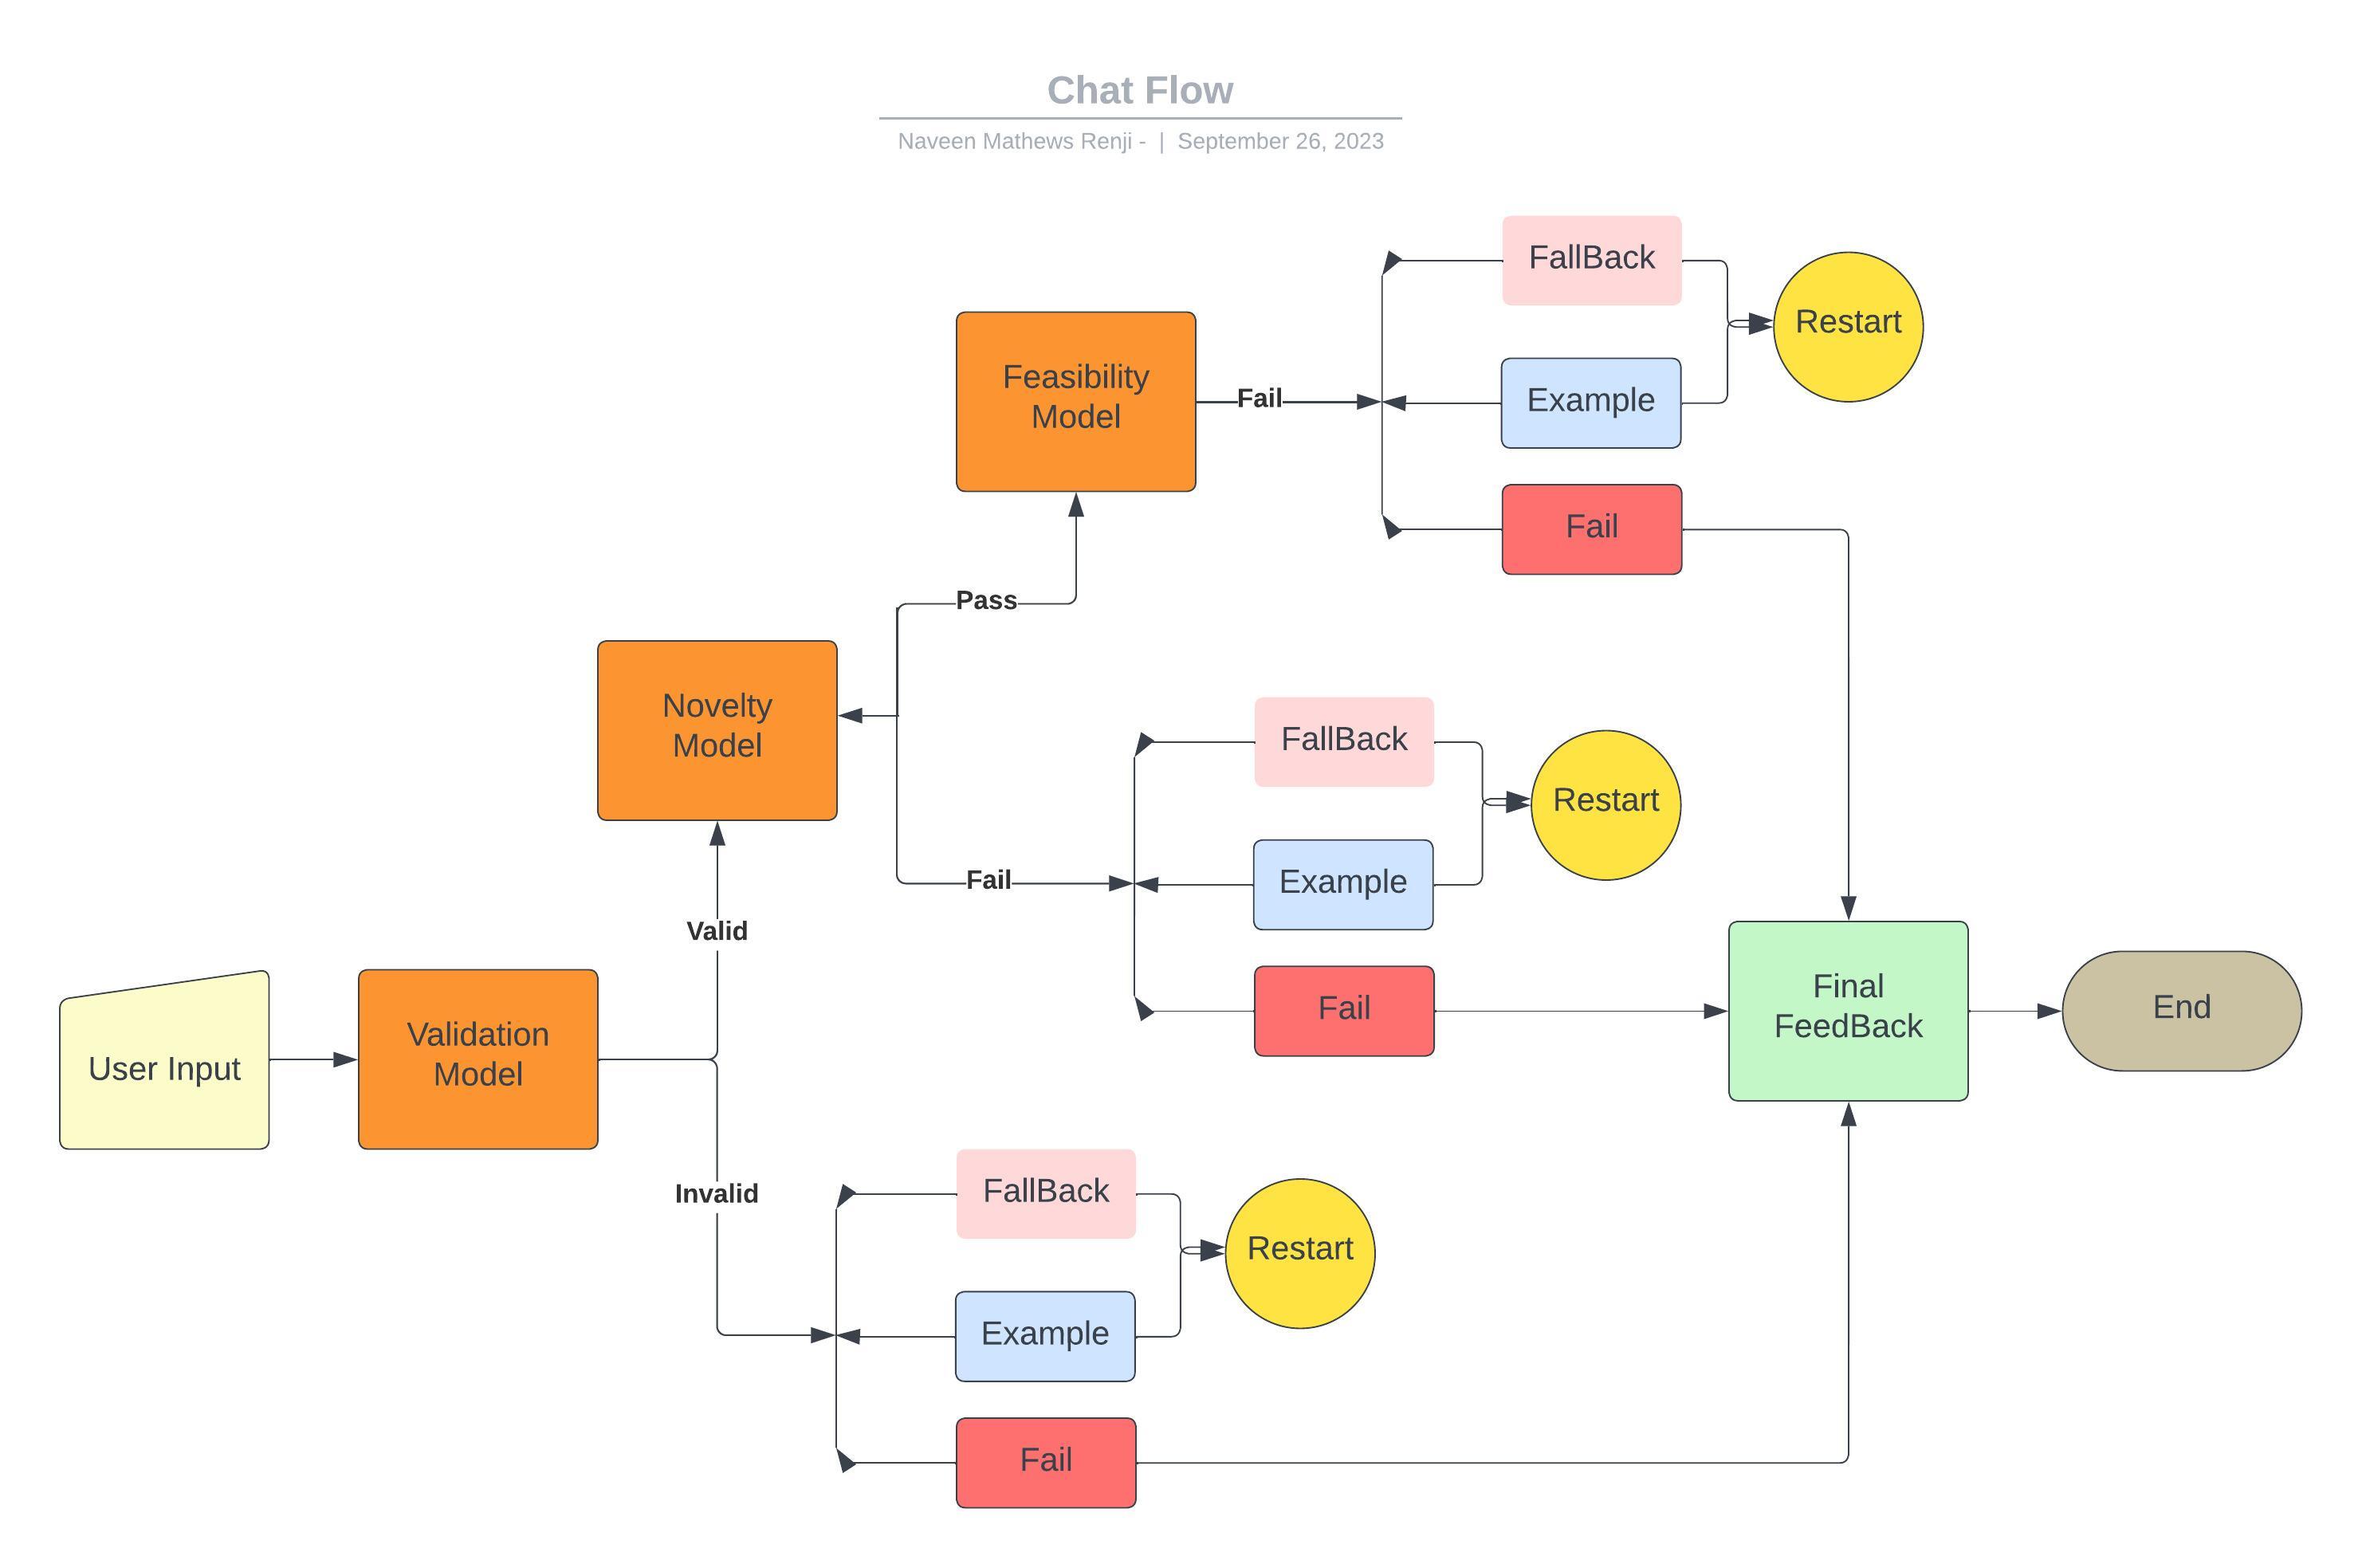 Chat Flow
Naveen Mathews Renji - | September 26, 2023
FallBack
Restart
Feasibility
Model
Fail
Example
Fail
Pass
Novelty
Model
FallBack
Restart
Fail
Example
Valid
Fail
Final
FeedBack
End
User Input
Validation
Model
Invalid
FallBack
Restart
Example
Fail